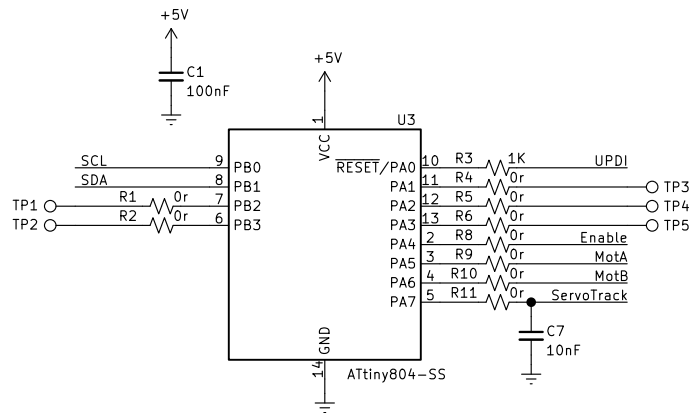 +5V
C1
100nF
+5V
U3
1
VCC
SCL 9 PB0
SDA 8 PB1
TP1 R1 0r 7 PB2
TP2 R2 0r 6 PB3
RESET/PA0 10 R3 1K UPDI
PA1 11 R4 0r TP3
PA2 12 R5 0r TP4
PA3 13 R6 0r TP5
PA4 2 R8 0r Enable
PA5 3 R9 0r MotA
PA6 4 R10 0r MotB
PA7 5 R11 0r ServoTrack
GND
14
ATtiny804-SS
C7
10nF